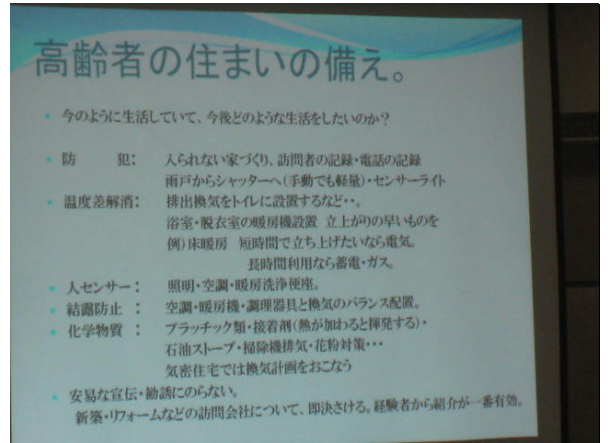 高齢者の住まいの備え。
今のように生活していて、今後どのような生活をしたいのか？
防　　犯：　入られない家づくり、訪問者の記録・電話の記録
雨戸からシャッターへ（手動でも軽量）・センサーライト
温度差解消：　排出換気をトイレに設置するなど・・。
浴室・脱衣室の暖房機設置　立上がりの早いものを
例）床暖房　短時間で立ち上げたいなら電気。
長時間利用なら蓄電・ガス。
人センサー：　照明・空調・暖房洗浄便座。
結露防止　：　空調・暖房機・調理器具と換気のバランス配置。
化学物質　：　プラッチック類・接着剤（熱が加わると揮発する）・
石油ストーブ・掃除機排気・花粉対策・・・
気密住宅では換気計画をおこなう
安易な宣伝・勧誘にのらない。
新築・リフォームなどの訪問会社について、即決さける。経験者から紹介が一番有効。